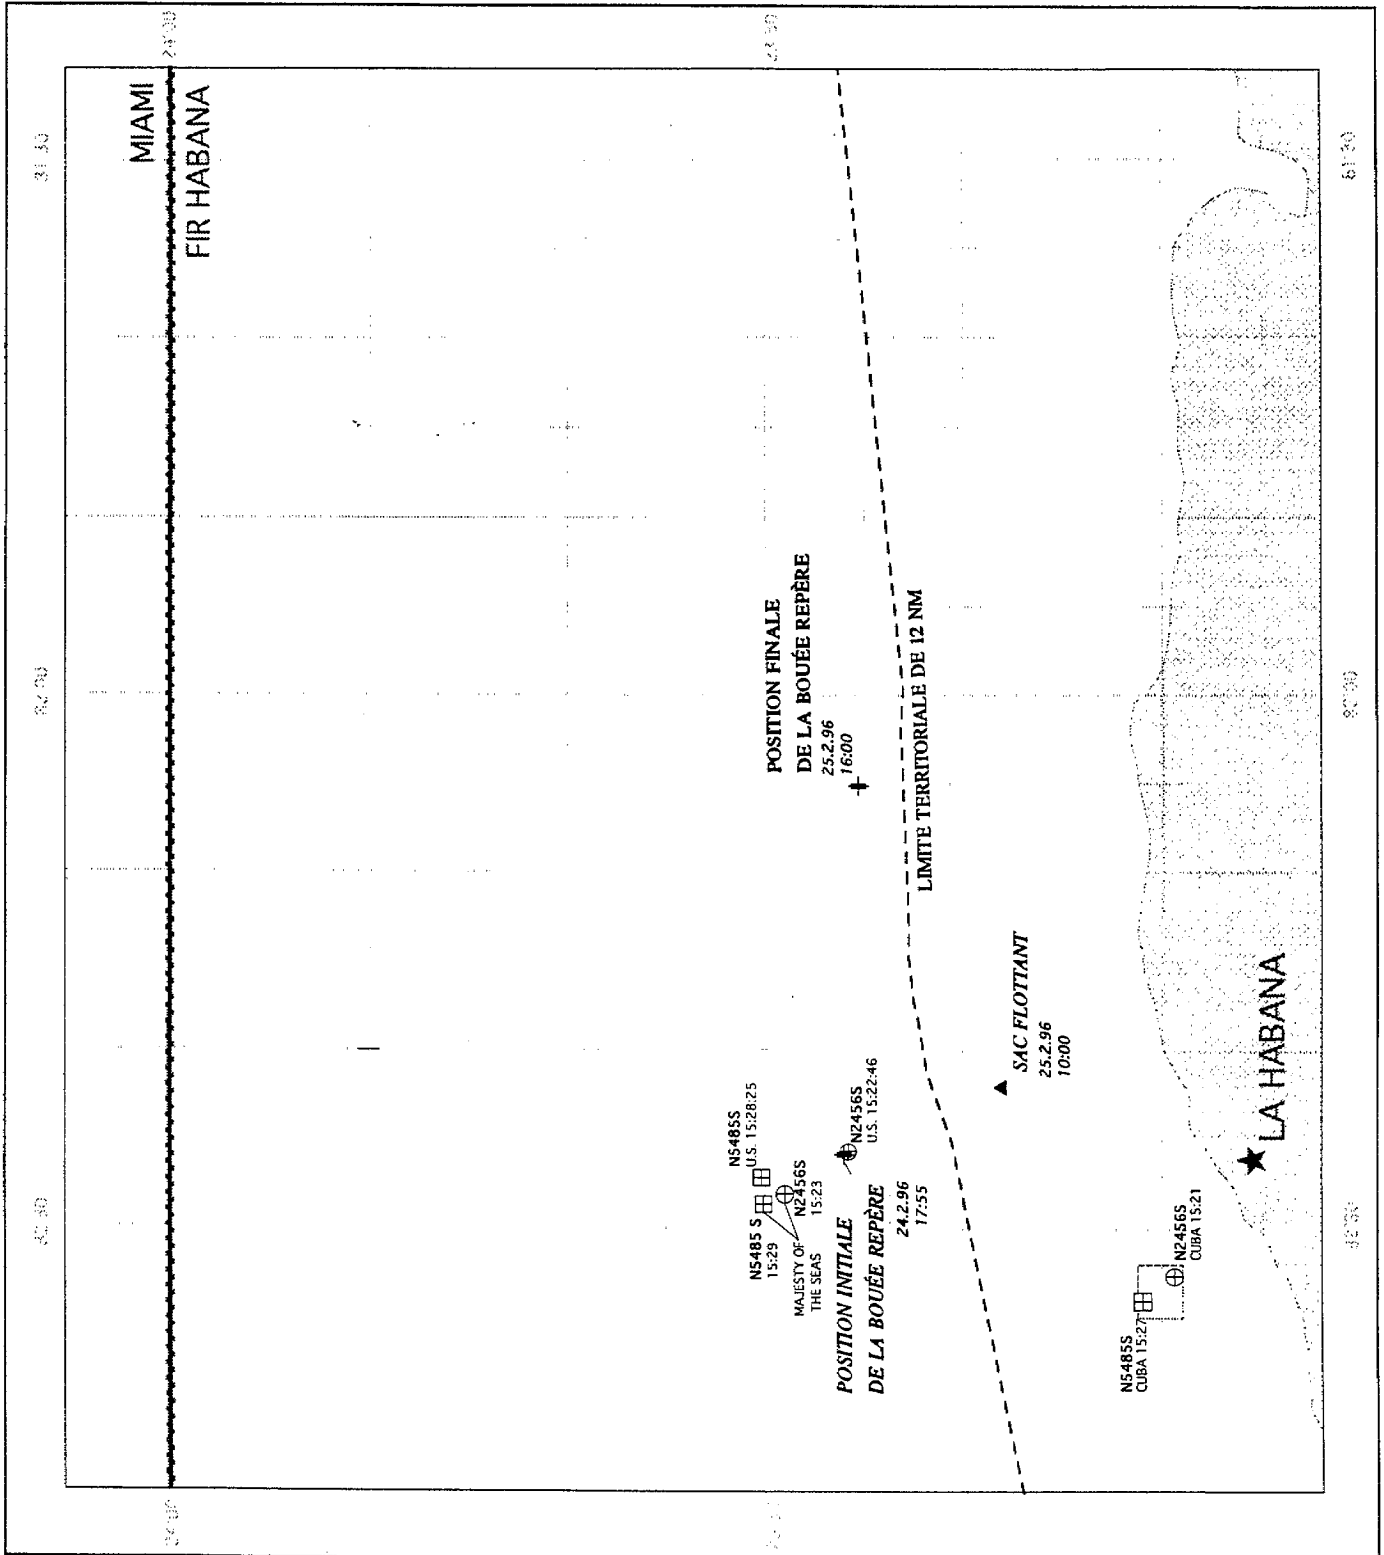 MIAMI
FIR HABANA
POSITION FINALE
DE LA BOUÉE REPÈRE
25.2.96
16:00
LIMITE TERRITORIALE DE 12 NM
SAC FLOTTANT
25.2.96
10:00
N5485S
U.S. 15:28:25
N5485 S
15:29
N2456S
15:23
MAJESTY OF
THE SEAS
N2456S
U.S. 15:22:46
POSITION INITIALE
DE LA BOUÉE REPÈRE
24.2.96
17:55
N5485S
CUBA 15:27
N2456S
CUBA 15:21
LA HABANA